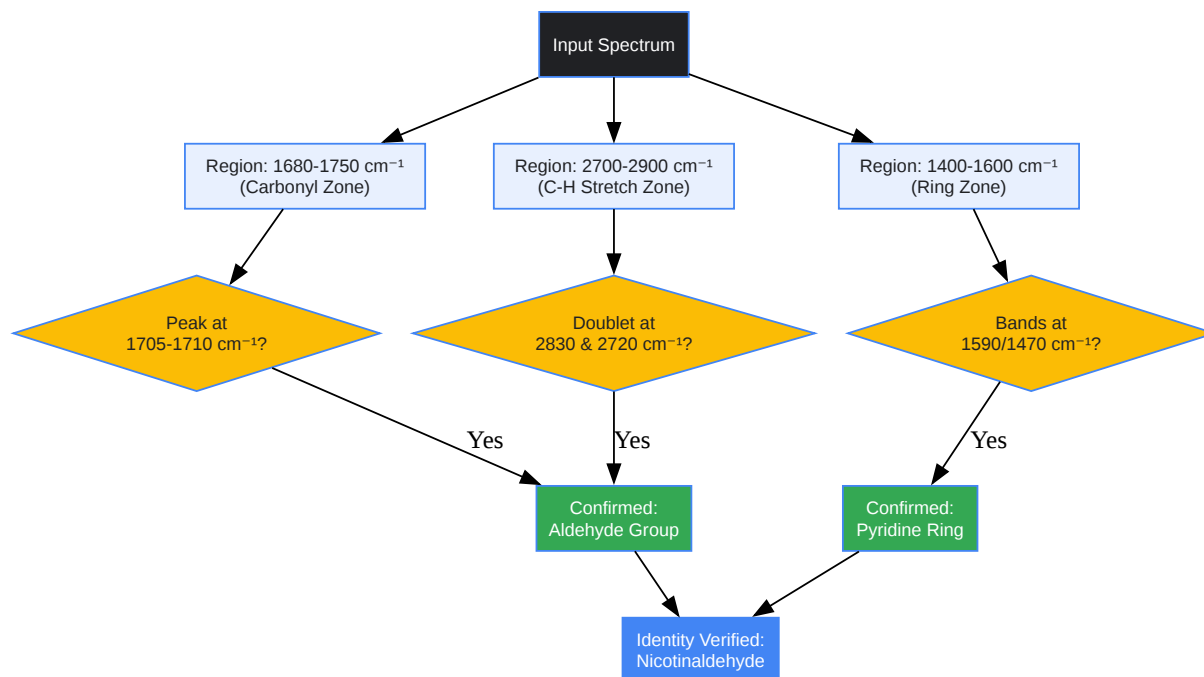 Input Spectrum
Region: 1680-1750 cm⁻¹
(Carbonyl Zone)
Region: 2700-2900 cm⁻¹
(C-H Stretch Zone)
Region: 1400-1600 cm⁻¹
(Ring Zone)
Peak at
1705-1710 cm⁻¹?
Doublet at
2830 & 2720 cm⁻¹?
Bands at
1590/1470 cm⁻¹?
Yes
Yes
Yes
Confirmed:
Aldehyde Group
Confirmed:
Pyridine Ring
Identity Verified:
Nicotinaldehyde